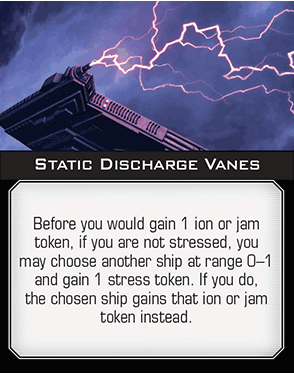 Static Discharge Vanes
Before you would gain 1 ion or jam
token, if you are not stressed, you
may choose another ship at range 0–1
and gain 1 stress token. If you do,
the chosen ship gains that ion or jam
token instead.